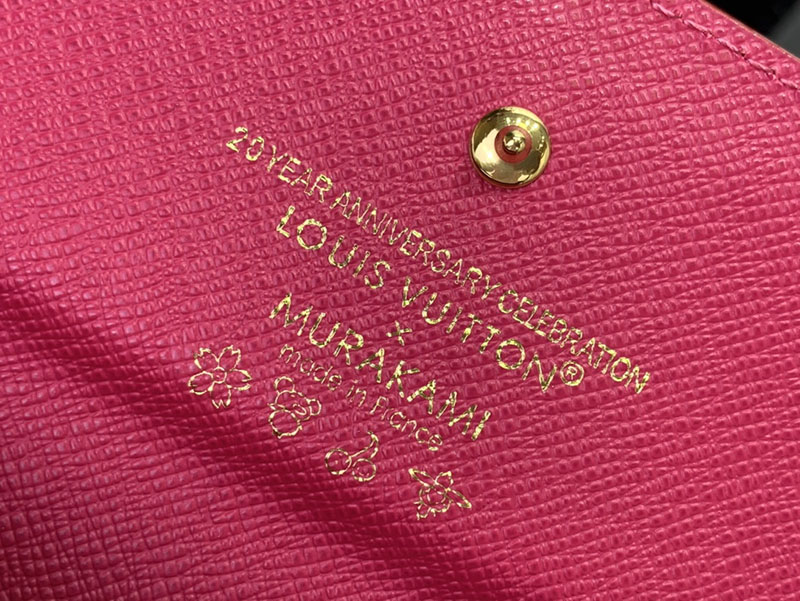 20 YEAR ANNIVERSARY CELEBRATION
LOUIS VUITTON®
×
MURAKAMI
made in France